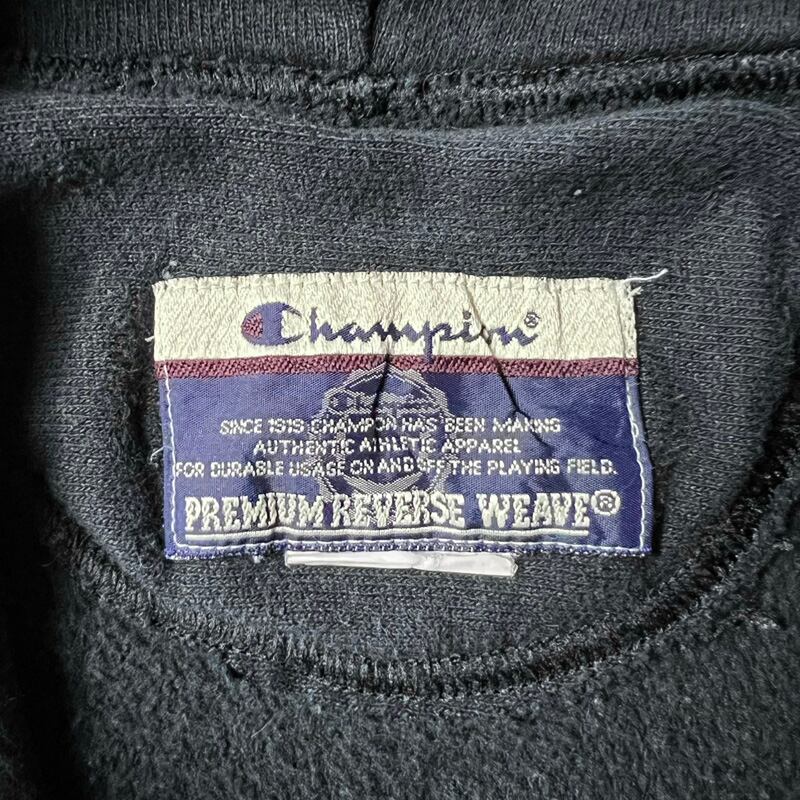 Champion®
Champion
SINCE 1919 CHAMPION HAS BEEN MAKING
AUTHENTIC ATHLETIC APPAREL
FOR DURABLE USAGE ON AND OFF THE PLAYING FIELD.
PREMIUM REVERSE WEAVE®